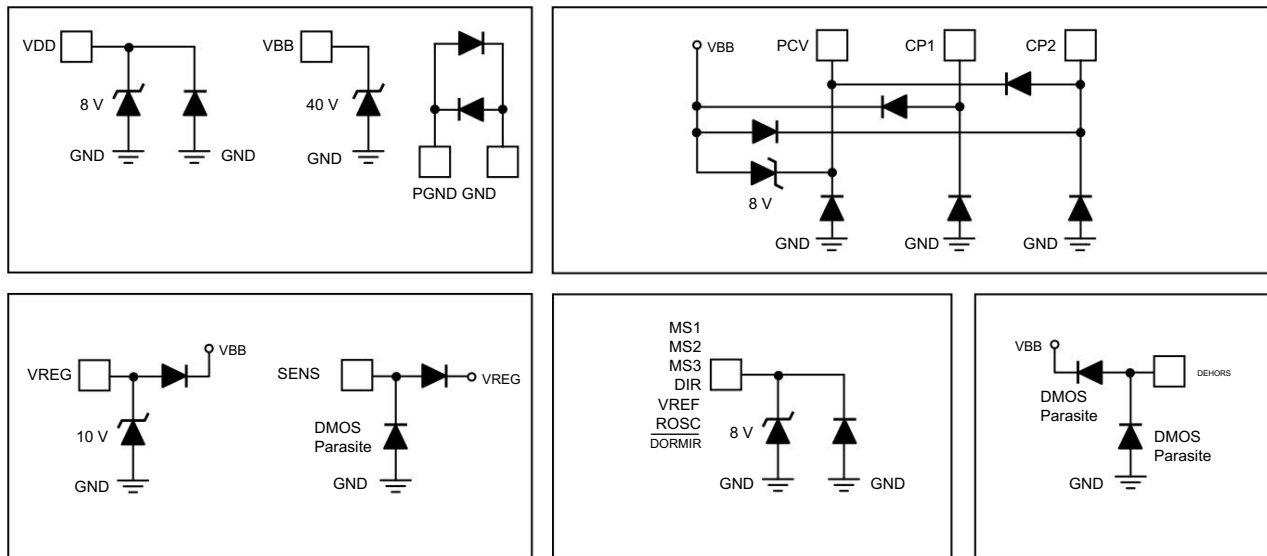 VDD
8 V
GND
GND
VBB
40 V
GND
PGND GND
VBB
PCV
CP1
CP2
8 V
GND
GND
GND
VREG
VBB
10 V
GND
SENS
VREG
DMOS
Parasite
GND
MS1
MS2
MS3
DIR
VREF
ROSC
DORMIR
8 V
GND
GND
VBB
DEHORS
DMOS
Parasite
DMOS
Parasite
GND